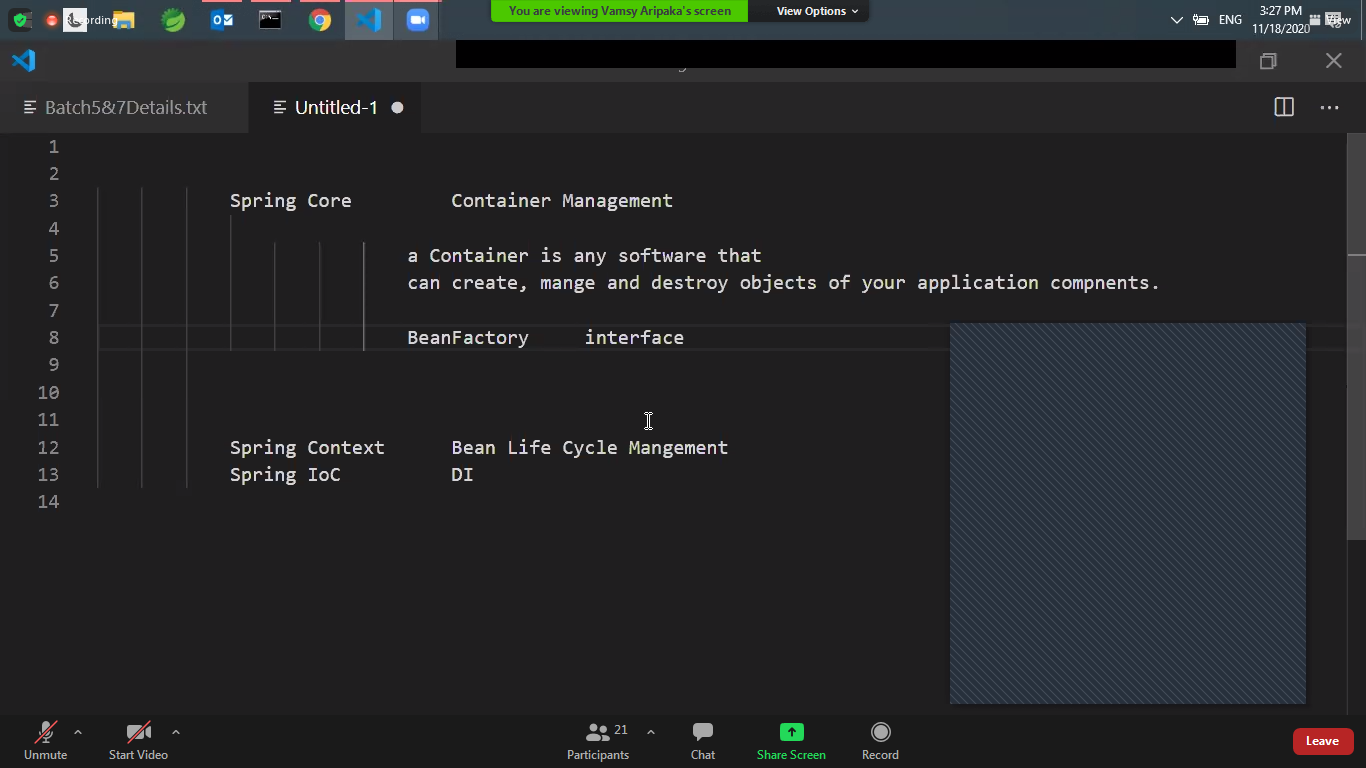 You are viewing Vamsy Aripaka's screen
View Options
ENG
3:27 PM
11/18/2020
View
Batch5&7Details.txt
Untitled-1
1
2
3 Spring Core Container Management
4
5 a Container is any software that
6 can create, mange and destroy objects of your application compnents.
7
8 BeanFactory interface
9
10
11
12 Spring Context Bean Life Cycle Mangement
13 Spring IoC DI
14
Unmute
Start Video
21
Participants
Chat
Share Screen
Record
Leave